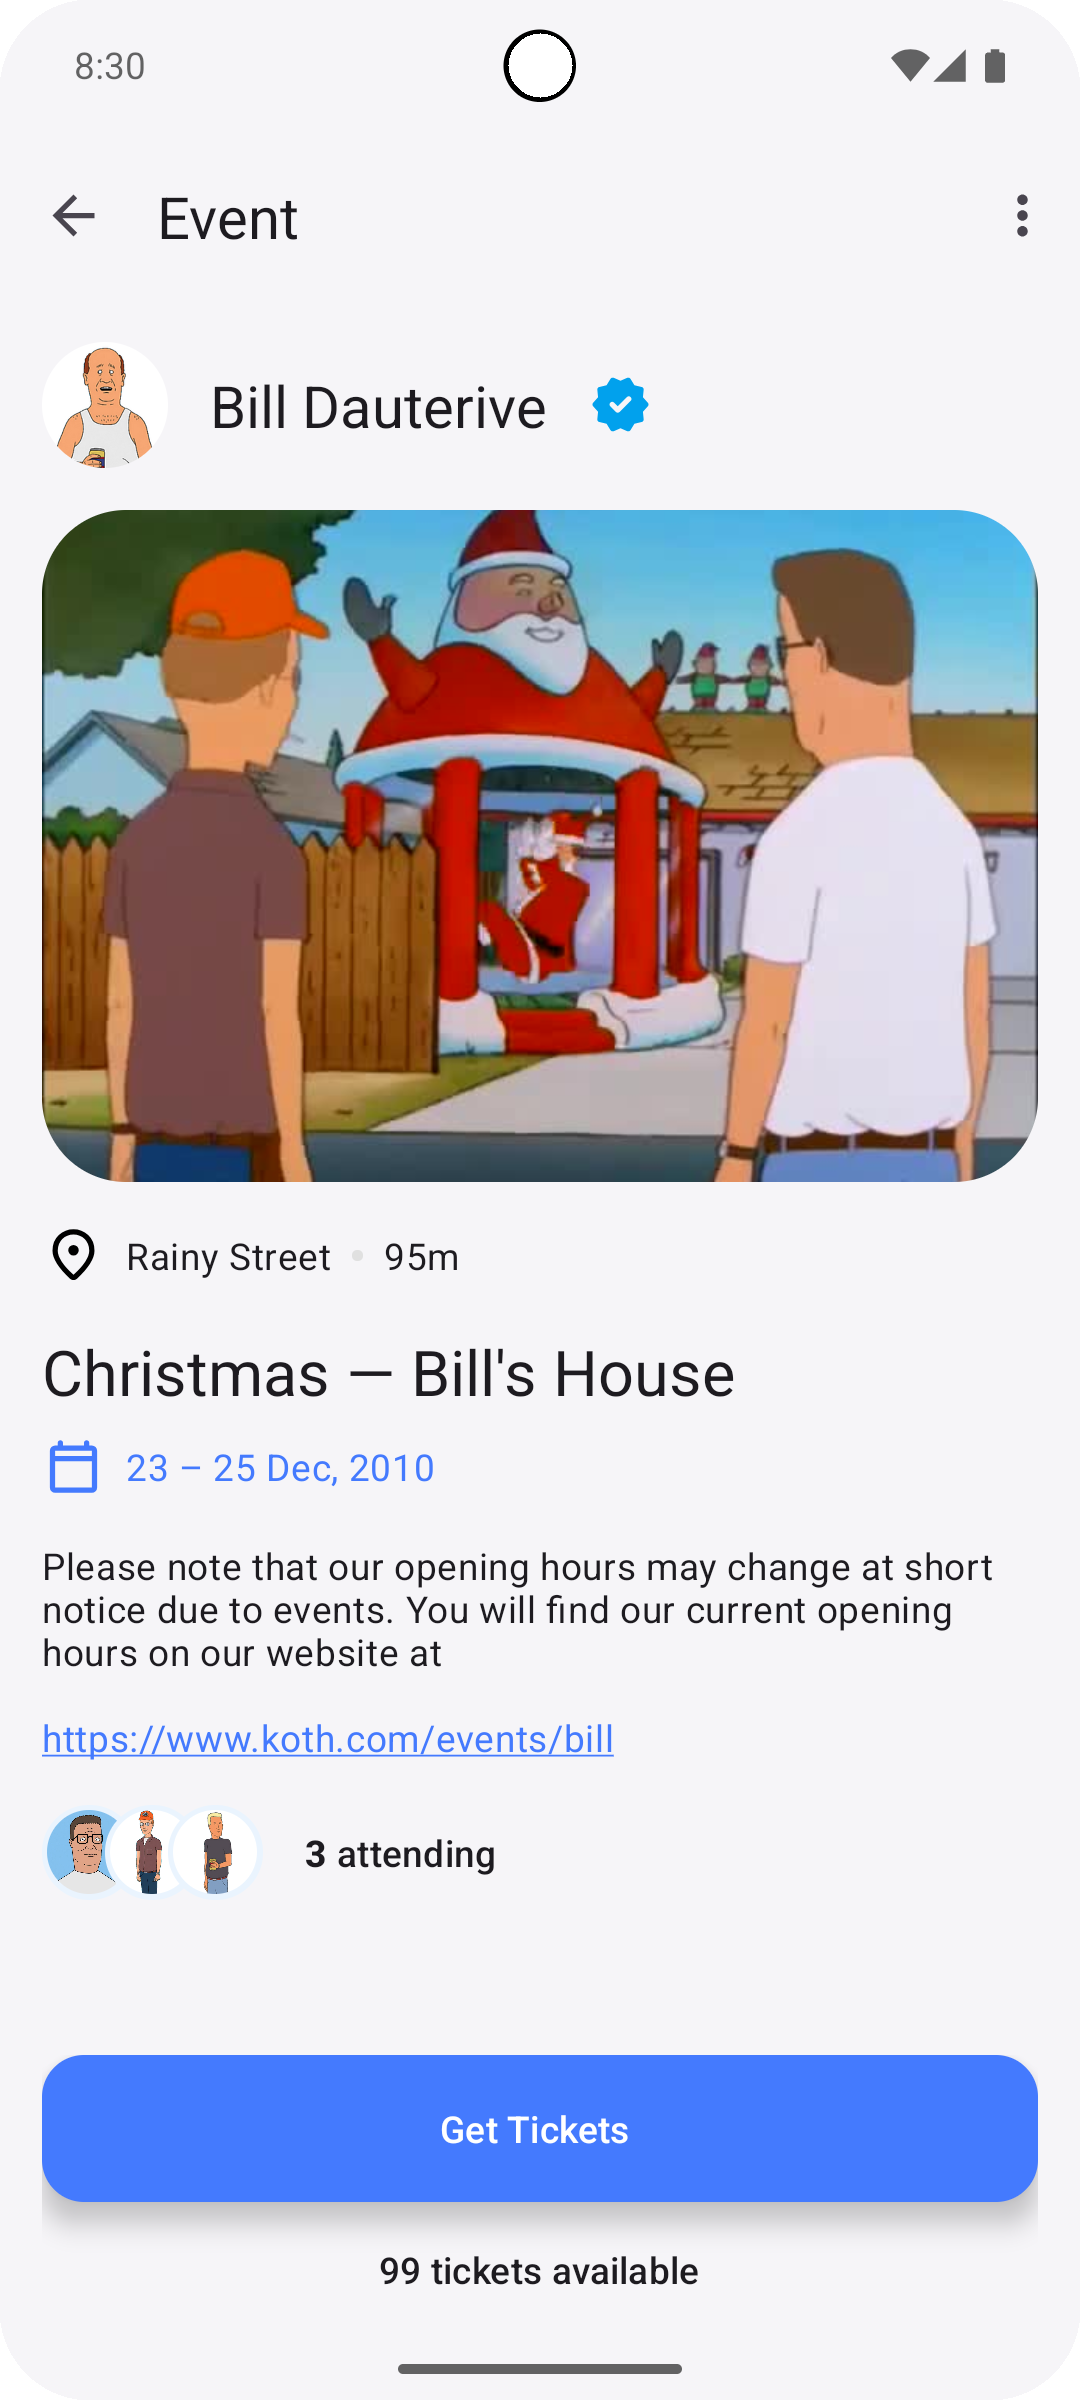 8:30
Event
Bill Dauterive
Rainy Street • 95m
Christmas — Bill's House
23 – 25 Dec, 2010
Please note that our opening hours may change at short
notice due to events. You will find our current opening
hours on our website at
https://www.koth.com/events/bill
3 attending
Get Tickets
99 tickets available